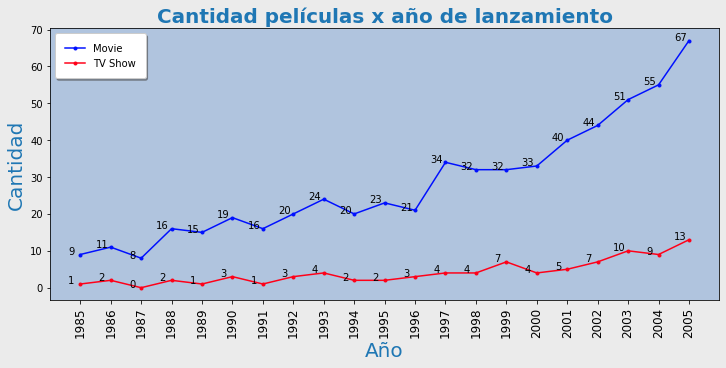 Cantidad películas x año de lanzamiento
Movie
TV Show
Cantidad
70
60
50
40
30
20
10
0
9 11 8 16 15 19 16 20 24 20 23 21 34 32 32 33 40 44 51 55 67
1 2 0 2 1 3 1 3 4 2 2 3 4 4 7 4 5 7 10 9 13
1985 1986 1987 1988 1989 1990 1991 1992 1993 1994 1995 1996 1997 1998 1999 2000 2001 2002 2003 2004 2005
Año